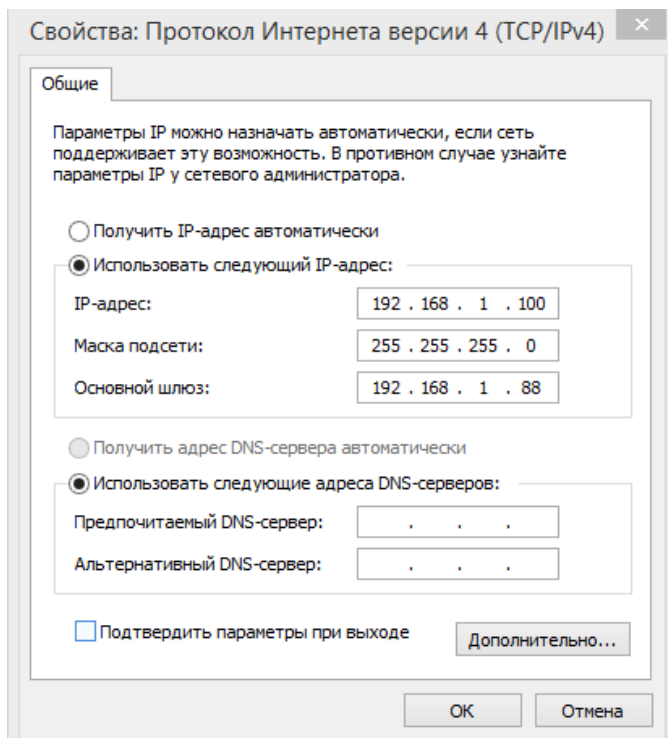 Свойства: Протокол Интернета версии 4 (TCP/IPv4)
Общие
Параметры IP можно назначать автоматически, если сеть
поддерживает эту возможность. В противном случае узнайте
параметры IP у сетевого администратора.
Получить IP-адрес автоматически
Использовать следующий IP-адрес:
IP-адрес: 192 . 168 . 1 . 100
Маска подсети: 255 . 255 . 255 . 0
Основной шлюз: 192 . 168 . 1 . 88
Получить адрес DNS-сервера автоматически
Использовать следующие адреса DNS-серверов:
Предпочитаемый DNS-сервер: . . .
Альтернативный DNS-сервер: . . .
Подтвердить параметры при выходе
Дополнительно...
ОК Отмена